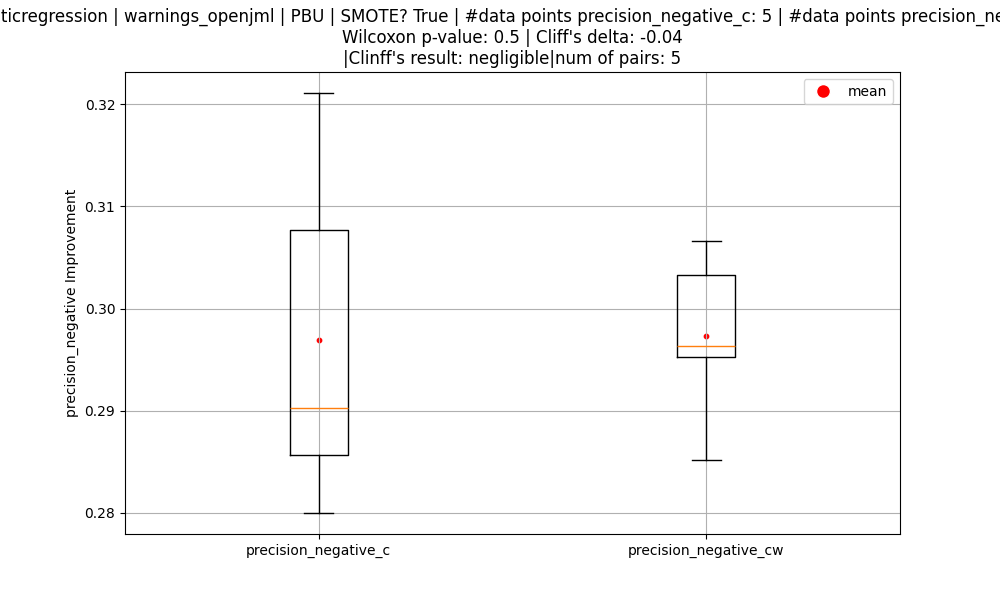 ticregression | warnings_openjml | PBU | SMOTE? True | #data points precision_negative_c: 5 | #data points precision_ne
Wilcoxon p-value: 0.5 | Cliff's delta: -0.04
|Clinff's result: negligible|num of pairs: 5
mean
0.32
0.31
0.30
0.29
0.28
precision_negative Improvement
precision_negative_c
precision_negative_cw